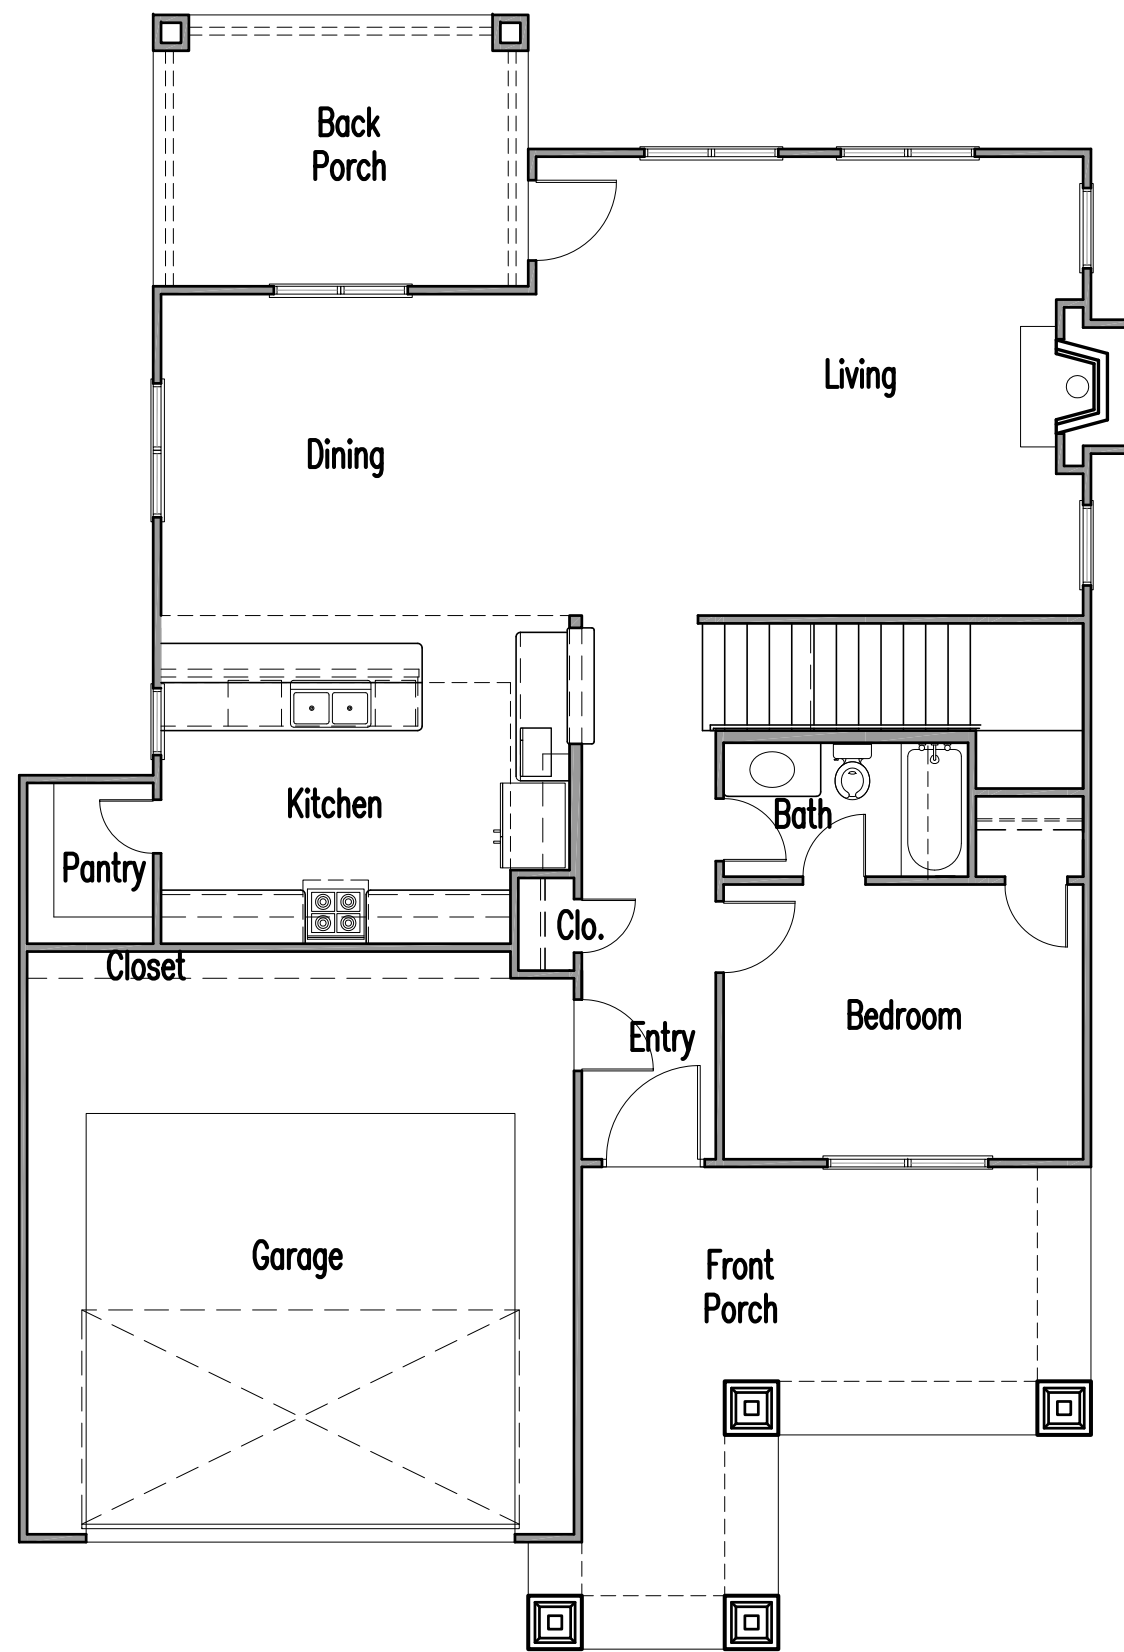 Back
Porch
Living
Dining
Kitchen
Bath
Pantry
Clo.
Closet
Bedroom
Entry
Garage
Front
Porch